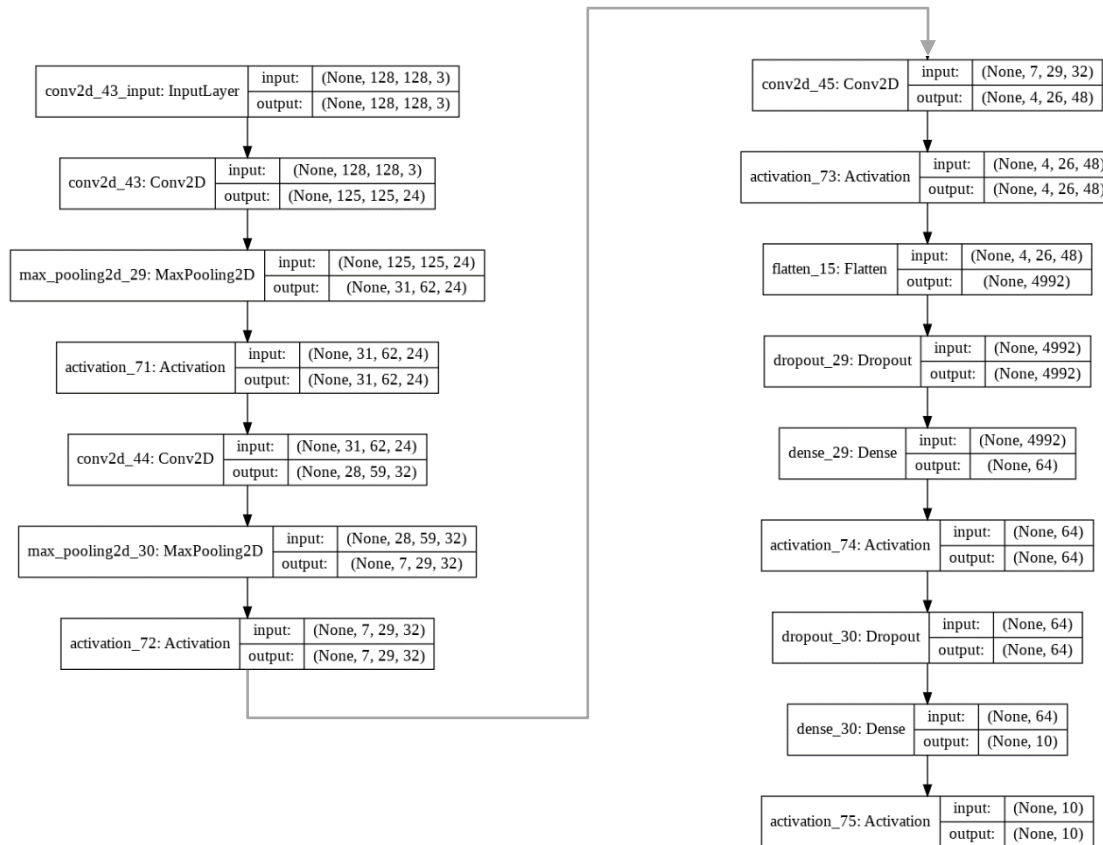 conv2d_43_input: InputLayer
input: (None, 128, 128, 3)
output: (None, 128, 128, 3)
conv2d_43: Conv2D
input: (None, 128, 128, 3)
output: (None, 125, 125, 24)
max_pooling2d_29: MaxPooling2D
input: (None, 125, 125, 24)
output: (None, 31, 62, 24)
activation_71: Activation
input: (None, 31, 62, 24)
output: (None, 31, 62, 24)
conv2d_44: Conv2D
input: (None, 31, 62, 24)
output: (None, 28, 59, 32)
max_pooling2d_30: MaxPooling2D
input: (None, 28, 59, 32)
output: (None, 7, 29, 32)
activation_72: Activation
input: (None, 7, 29, 32)
output: (None, 7, 29, 32)
conv2d_45: Conv2D
input: (None, 7, 29, 32)
output: (None, 4, 26, 48)
activation_73: Activation
input: (None, 4, 26, 48)
output: (None, 4, 26, 48)
flatten_15: Flatten
input: (None, 4, 26, 48)
output: (None, 4992)
dropout_29: Dropout
input: (None, 4992)
output: (None, 4992)
dense_29: Dense
input: (None, 4992)
output: (None, 64)
activation_74: Activation
input: (None, 64)
output: (None, 64)
dropout_30: Dropout
input: (None, 64)
output: (None, 64)
dense_30: Dense
input: (None, 64)
output: (None, 10)
activation_75: Activation
input: (None, 10)
output: (None, 10)